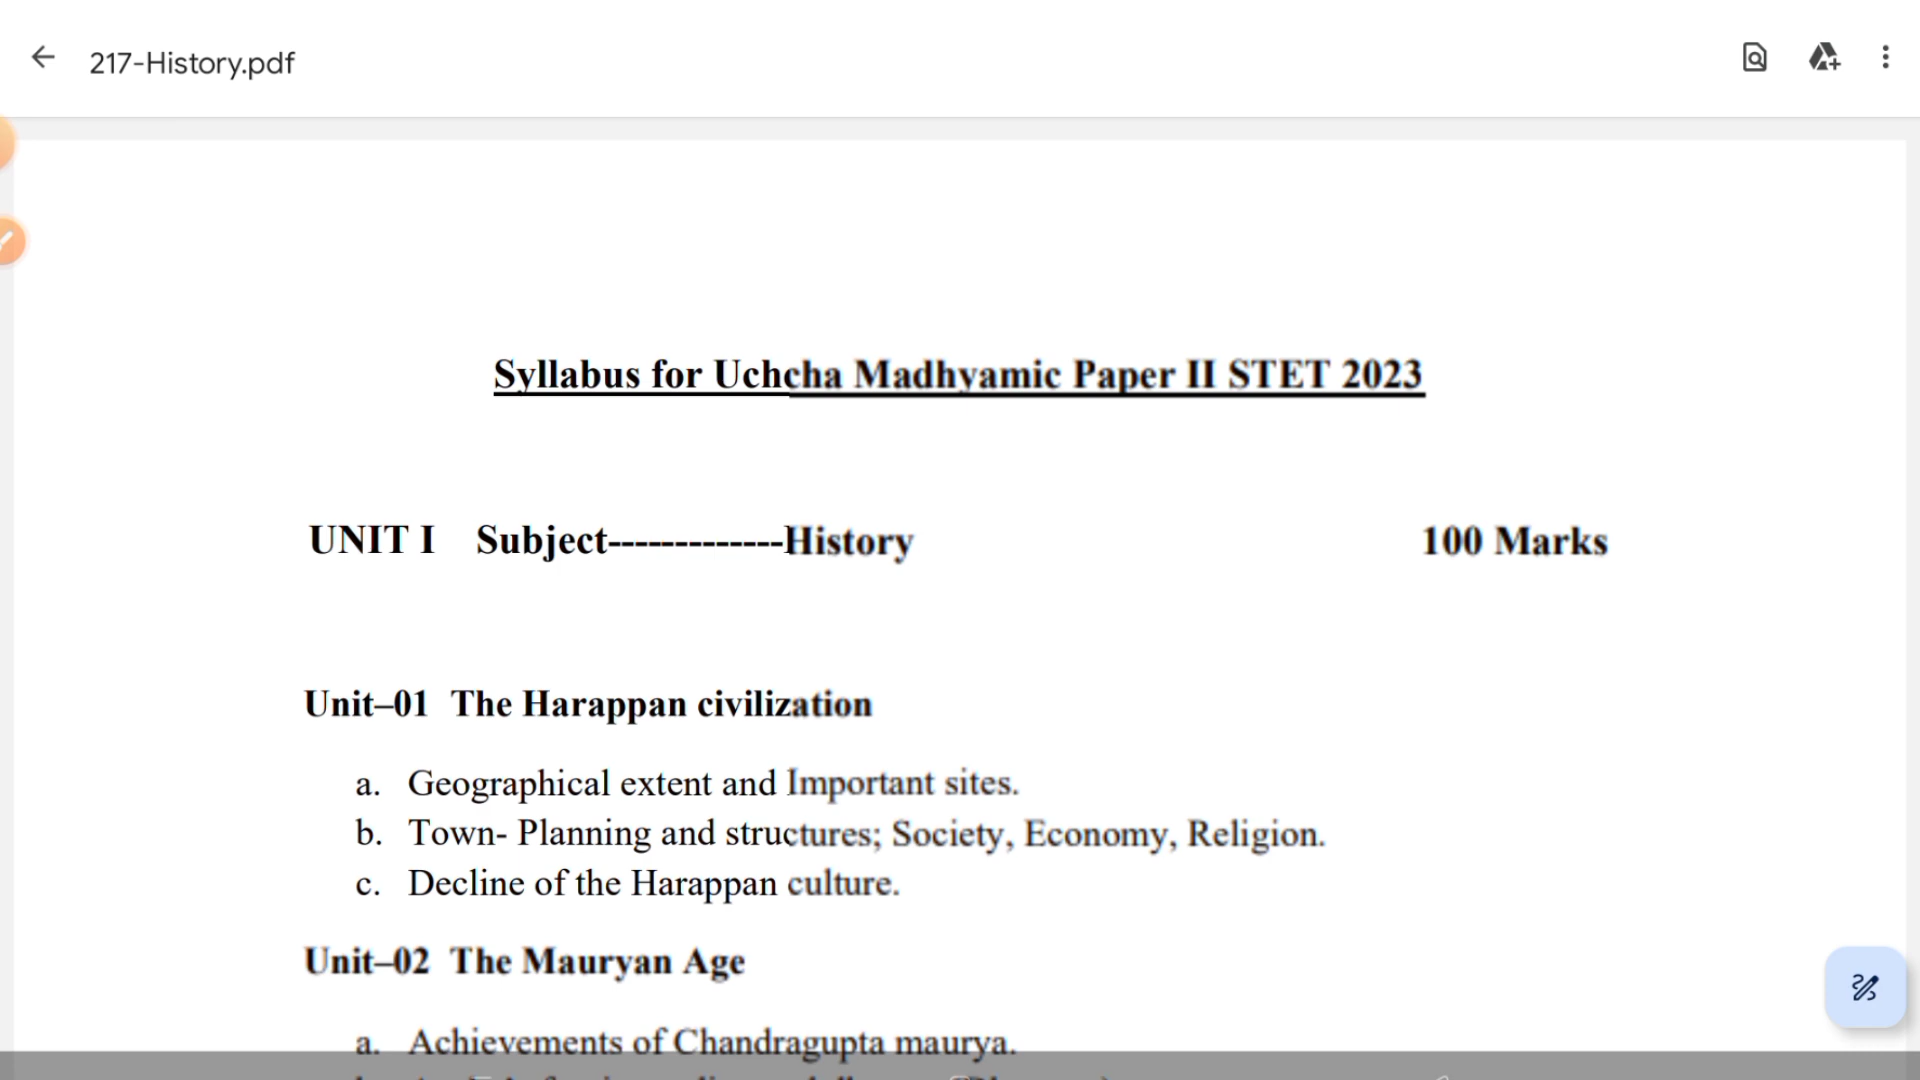 217-History.pdf
Syllabus for Uchcha Madhyamic Paper II STET 2023
UNIT I Subject-------------History 100 Marks
Unit–01 The Harappan civilization
a. Geographical extent and Important sites.
b. Town- Planning and structures; Society, Economy, Religion.
c. Decline of the Harappan culture.
Unit–02 The Mauryan Age
a. Achievements of Chandragupta maurya.